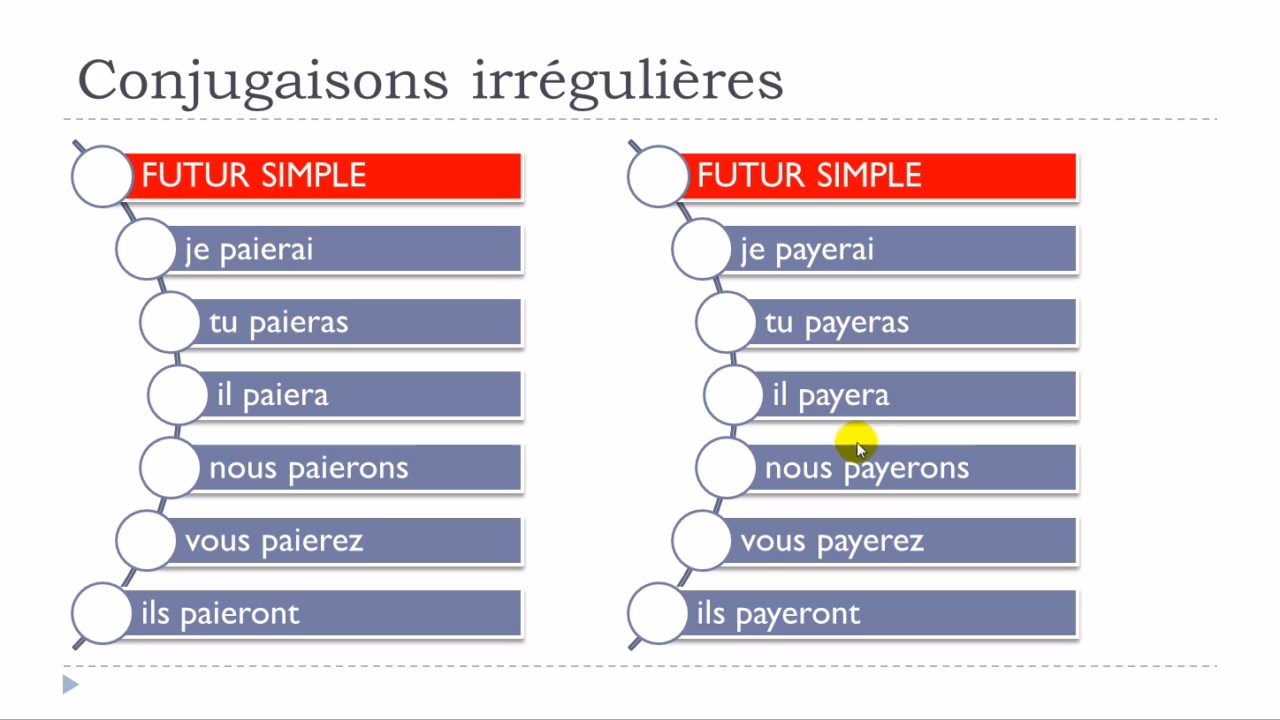 Conjugaisons irrégulières
FUTUR SIMPLE
je paierai
tu paieras
il paiera
nous paierons
vous paierez
ils paieront
FUTUR SIMPLE
je payerai
tu payeras
il payera
nous payerons
vous payerez
ils payeront